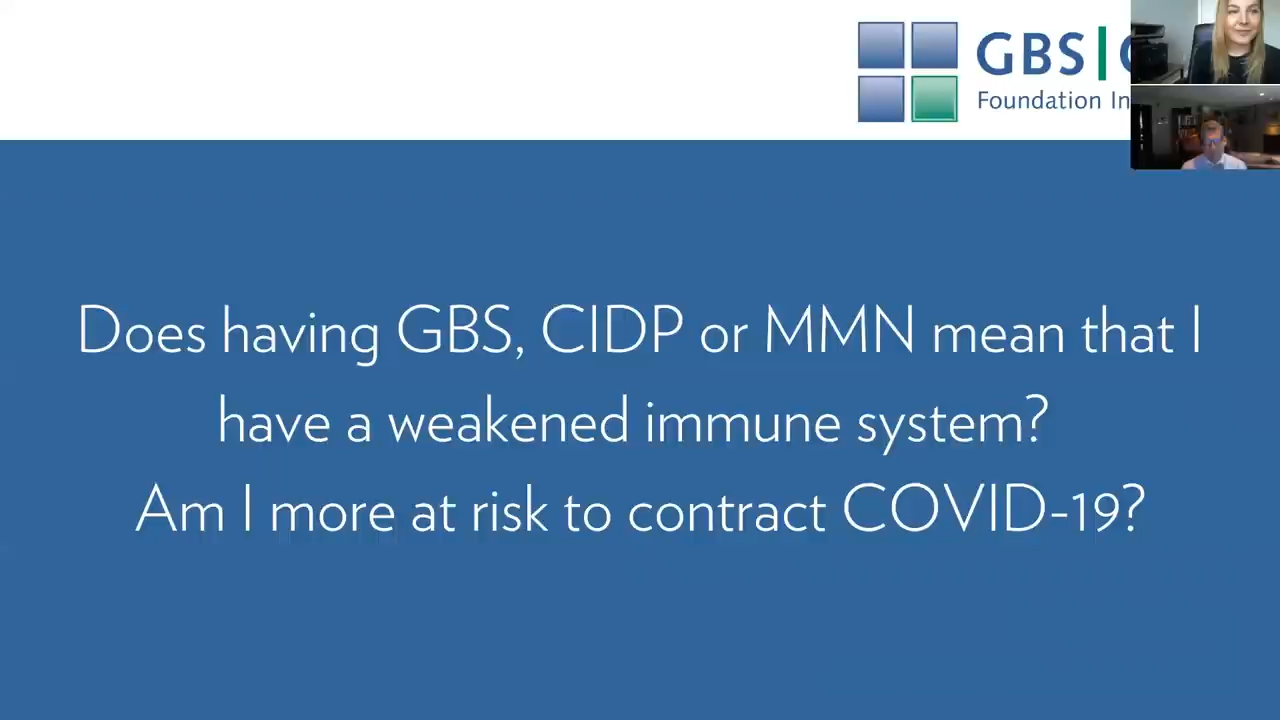 GBS|
Foundation In
Does having GBS, CIDP or MMN mean that I
have a weakened immune system?
Am I more at risk to contract COVID-19?